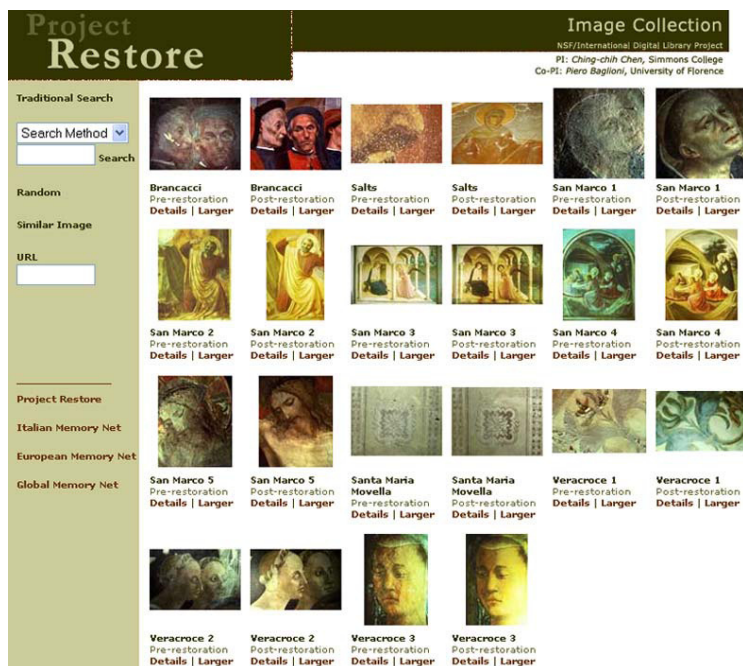 Project
Restore
Image Collection
NSF/International Digital Library Project
PI: Ching-chih Chen, Simmons College
Co-PI: Piero Baglioni, University of Florence
Traditional Search
Search Method
Search
Random
Similar Image
URL
Project Restore
Italian Memory Net
European Memory Net
Global Memory Net
Brancacci
Pre-restoration
Details | Larger
Brancacci
Post-restoration
Details | Larger
Salts
Pre-restoration
Details | Larger
Salts
Post-restoration
Details | Larger
San Marco 1
Pre-restoration
Details | Larger
San Marco 1
Post-restoration
Details | Larger
San Marco 2
Pre-restoration
Details | Larger
San Marco 2
Post-restoration
Details | Larger
San Marco 3
Pre-restoration
Details | Larger
San Marco 3
Post-restoration
Details | Larger
San Marco 4
Pre-restoration
Details | Larger
San Marco 4
Post-restoration
Details | Larger
San Marco 5
Pre-restoration
Details | Larger
San Marco 5
Post-restoration
Details | Larger
Santa Maria
Movella
Pre-restoration
Details | Larger
Santa Maria
Movella
Post-restoration
Details | Larger
Veracroce 1
Pre-restoration
Details | Larger
Veracroce 1
Post-restoration
Details | Larger
Veracroce 2
Pre-restoration
Details | Larger
Veracroce 2
Post-restoration
Details | Larger
Veracroce 3
Pre-restoration
Details | Larger
Veracroce 3
Post-restoration
Details | Larger